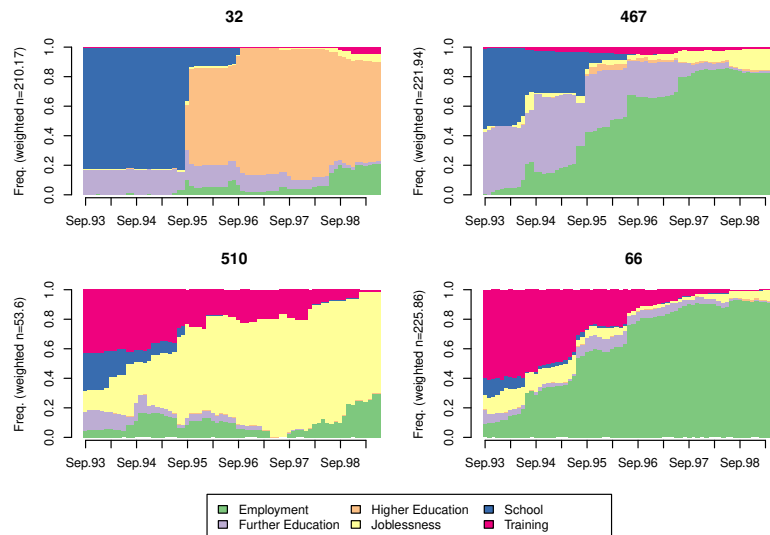 32
467
Freq. (weighted n=210.17)
0.0 0.2 0.4 0.6 0.8 1.0
Sep.93 Sep.94 Sep.95 Sep.96 Sep.97 Sep.98
Freq. (weighted n=221.94)
0.0 0.2 0.4 0.6 0.8 1.0
Sep.93 Sep.94 Sep.95 Sep.96 Sep.97 Sep.98
510
66
Freq. (weighted n=53.6)
0.0 0.2 0.4 0.6 0.8 1.0
Sep.93 Sep.94 Sep.95 Sep.96 Sep.97 Sep.98
Freq. (weighted n=225.86)
0.0 0.2 0.4 0.6 0.8 1.0
Sep.93 Sep.94 Sep.95 Sep.96 Sep.97 Sep.98
Employment Higher Education School
Further Education Joblessness Training